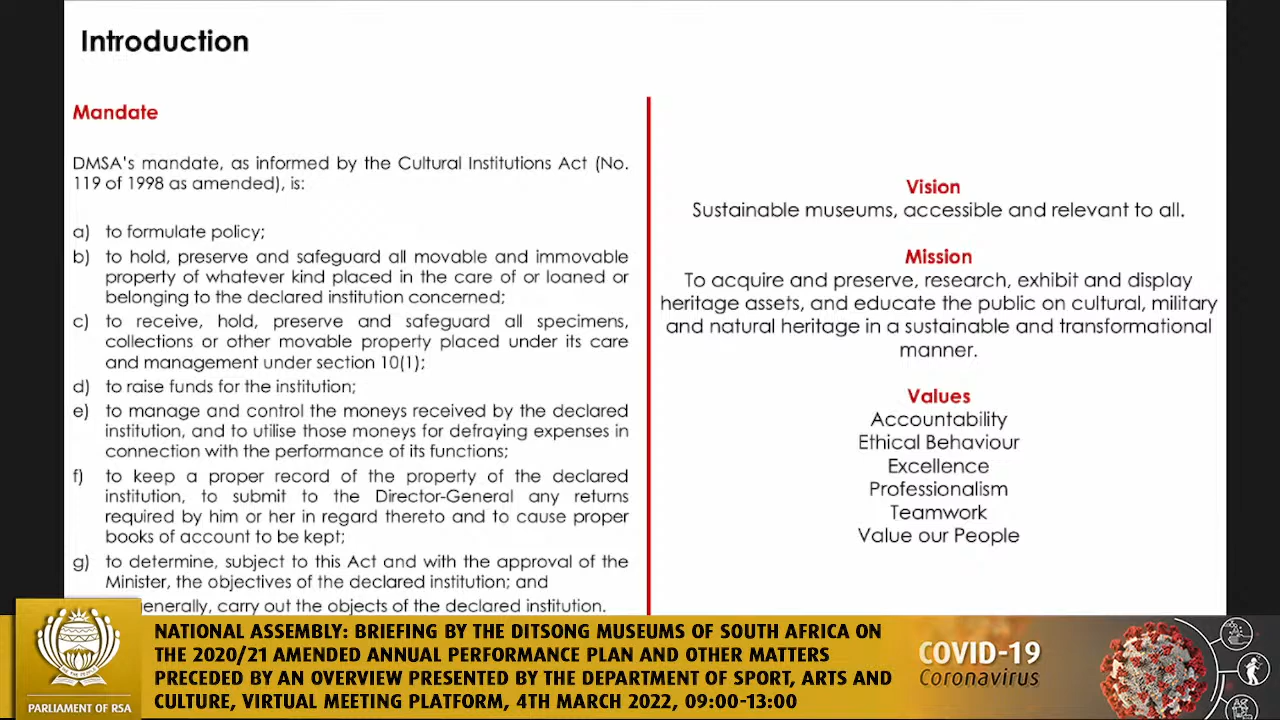 Introduction
Mandate
DMSA's mandate, as informed by the Cultural Institutions Act (No.
119 of 1998 as amended), is:
a) to formulate policy;
b) to hold, preserve and safeguard all movable and immovable
property of whatever kind placed in the care of or loaned or
belonging to the declared institution concerned;
c) to receive, hold, preserve and safeguard all specimens,
collections or other movable property placed under its care
and management under section 10(1);
d) to raise funds for the institution;
e) to manage and control the moneys received by the declared
institution, and to utilise those moneys for defraying expenses in
connection with the performance of its functions;
f) to keep a proper record of the property of the declared
institution, to submit to the Director-General any returns
required by him or her in regard thereto and to cause proper
books of account to be kept;
g) to determine, subject to this Act and with the approval of the
Minister, the objectives of the declared institution; and
enerally, carry out the objects of the declared institution.
Vision
Sustainable museums, accessible and relevant to all.
Mission
To acquire and preserve, research, exhibit and display
heritage assets, and educate the public on cultural, military
and natural heritage in a sustainable and transformational
manner.
Values
Accountability
Ethical Behaviour
Excellence
Professionalism
Teamwork
Value our People
PARLIAMENT OF RSA
NATIONAL ASSEMBLY: BRIEFING BY THE DITSONG MUSEUMS OF SOUTH AFRICA ON
THE 2020/21 AMENDED ANNUAL PERFORMANCE PLAN AND OTHER MATTERS
PRECEDED BY AN OVERVIEW PRESENTED BY THE DEPARTMENT OF SPORT, ARTS AND
CULTURE, VIRTUAL MEETING PLATFORM, 4TH MARCH 2022, 09:00-13:00
COVID-19
Coronavirus